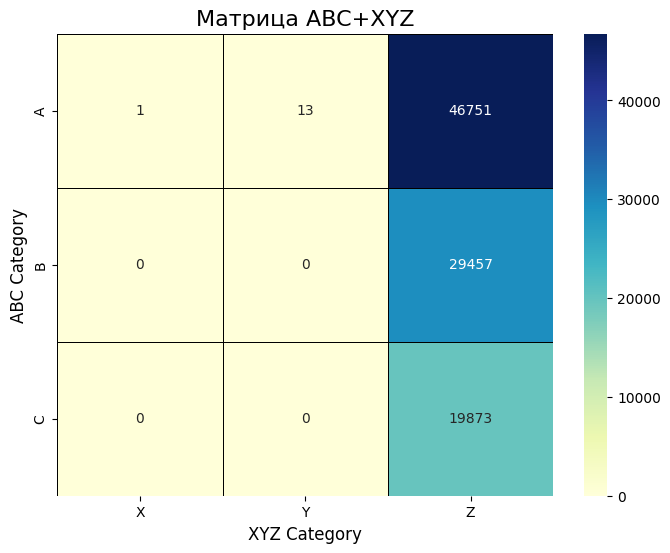 Матрица ABC+XYZ
ABC Category
A
1
13
46751
B
0
0
29457
C
0
0
19873
X
Y
Z
XYZ Category
40000
30000
20000
10000
0